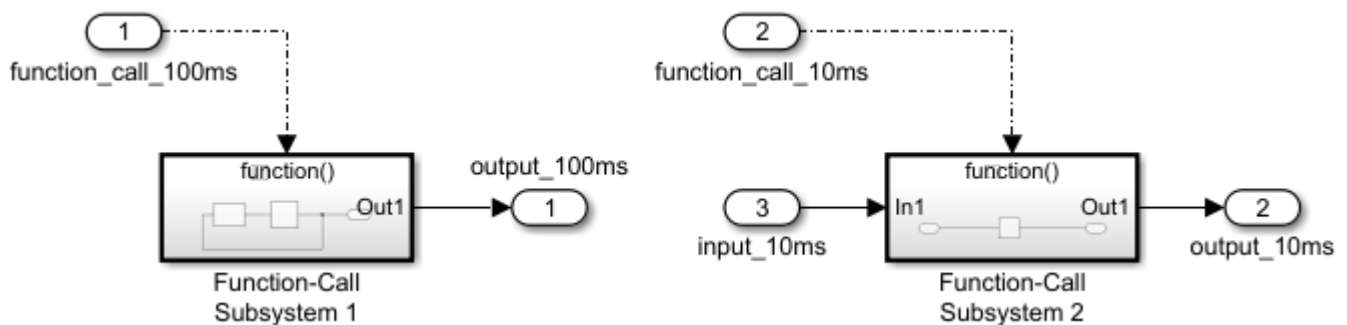 1
function_call_100ms
function()
Out1
Function-Call
Subsystem 1
output_100ms
1
2
function_call_10ms
3
input_10ms
function()
In1
Out1
Function-Call
Subsystem 2
2
output_10ms